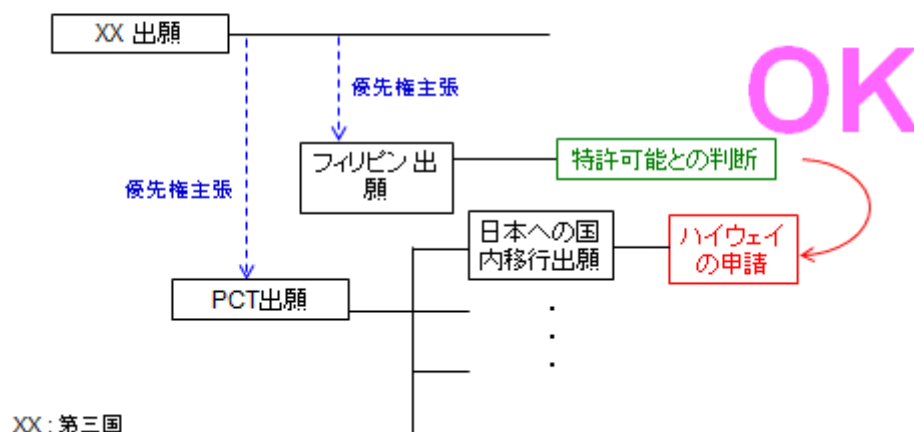 XX 出願
OK
優先権主張
フィリピン 出
願
特許可能との判断
優先権主張
日本への国
内移行出願
ハイウェイ
の申請
PCT出願
XX : 第三国